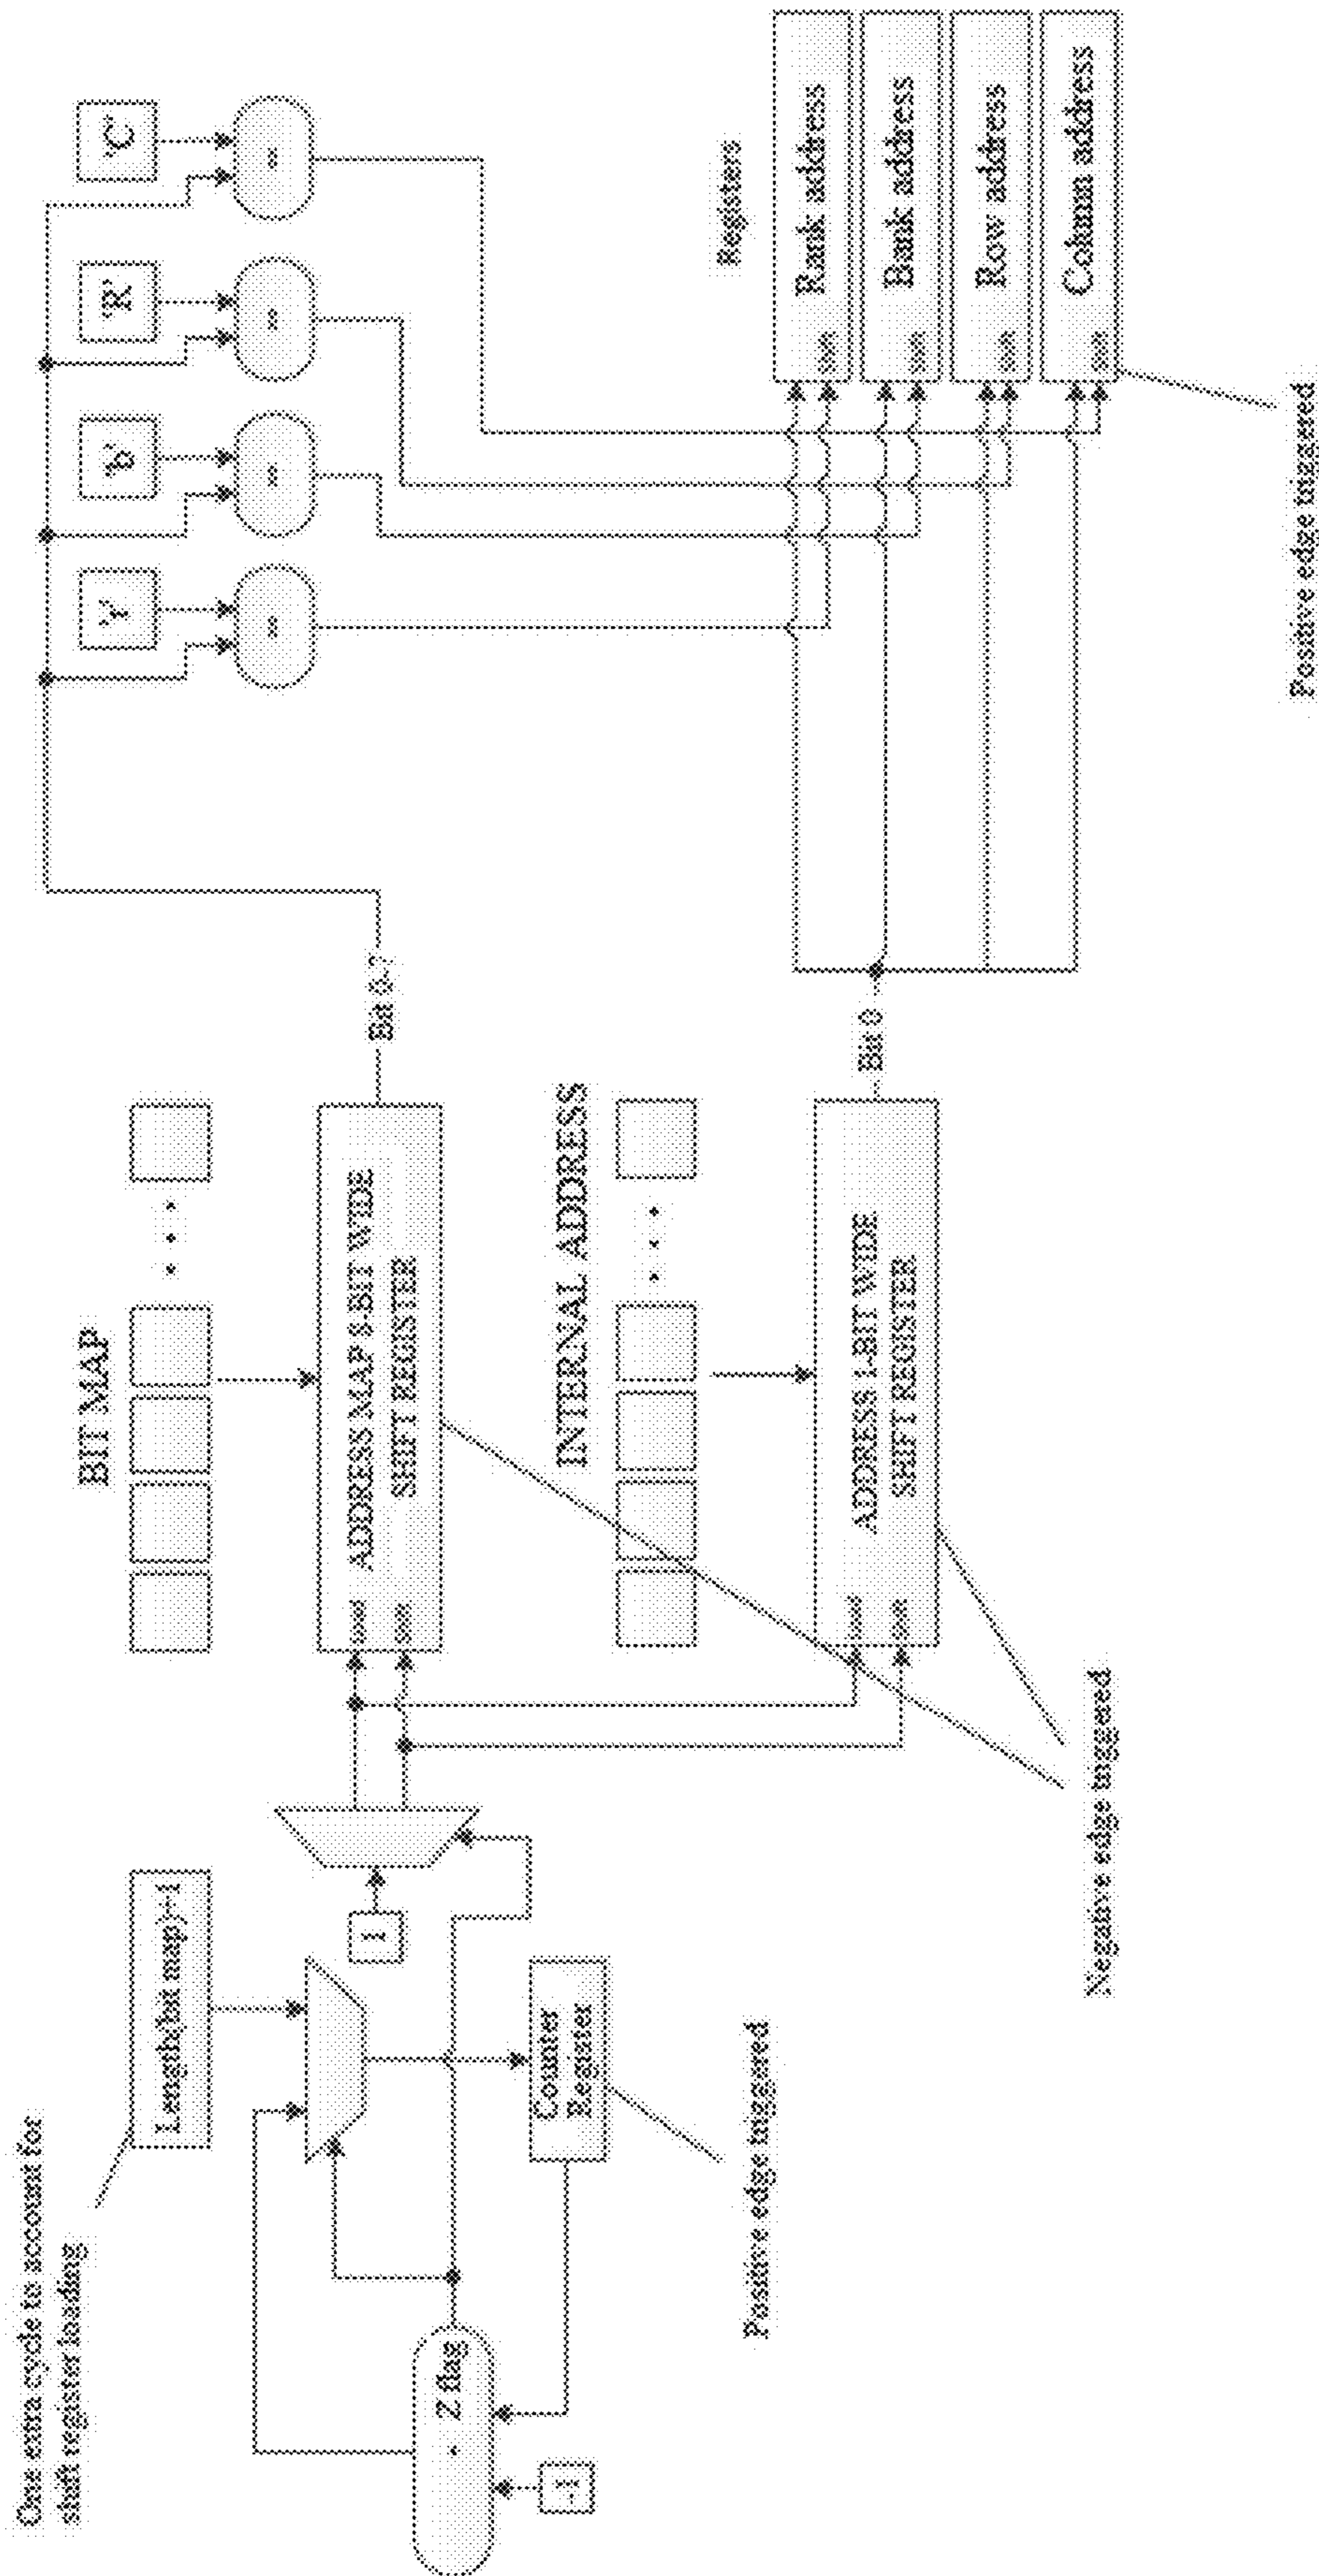 One extra cycle to account for
shift register loading
Length(bit map)+1
1
Z flag
-1
Counter
Register
Positive edge triggered
BIT MAP
ADDRESS MAP 8-BIT WIDE
SHIFT REGISTER
load
Bit 0-7
INTERNAL ADDRESS
ADDRESS 1-BIT WIDE
SHIFT REGISTER
load
Bit 0
Negative edge triggered
'b'
'R'
'C'
=
=
=
=
Registers
Rank address
Bank address
Row address
Column address
Positive edge triggered